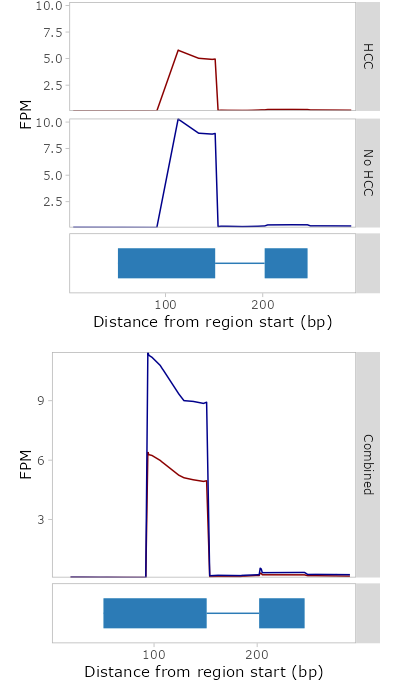 10.0
7.5
5.0
2.5
HCC
FPM
10.0
7.5
5.0
2.5
No HCC
100 200
Distance from region start (bp)
9
6
3
FPM
Combined
100 200
Distance from region start (bp)